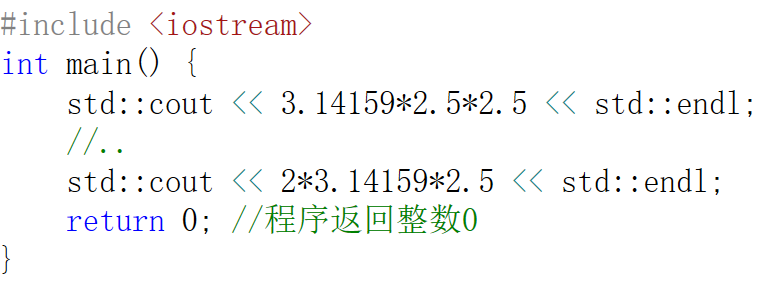 #include <iostream>
int main() {
    std::cout << 3.14159*2.5*2.5 << std::endl;
    //..
    std::cout << 2*3.14159*2.5 << std::endl;
    return 0; //程序返回整数0
}